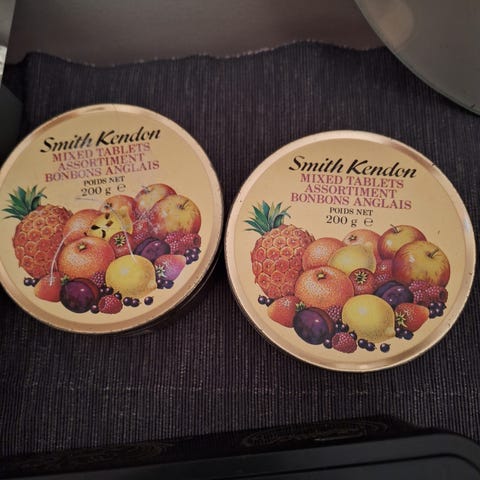 Smith Kendon
MIXED TABLETS
ASSORTIMENT
BONBONS ANGLAIS
POIDS NET
200 g ℮
Smith Kendon
MIXED TABLETS
ASSORTIMENT
BONBONS ANGLAIS
POIDS NET
200 g ℮